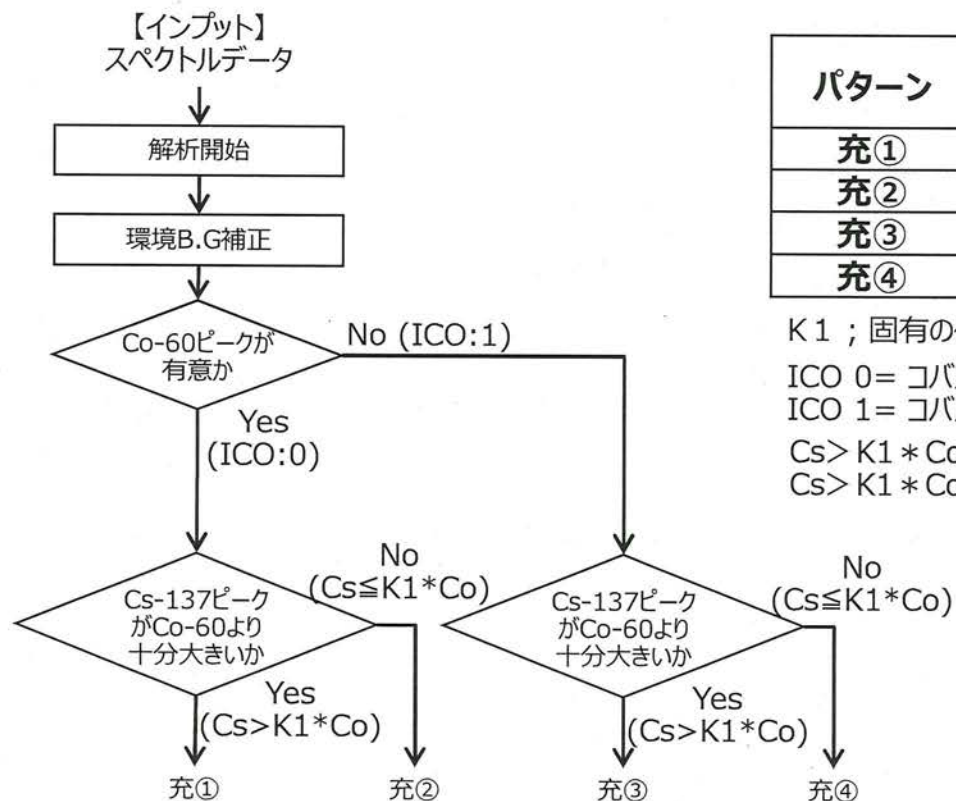 【インプット】
スペクトルデータ
解析開始
環境B.G補正
Co-60ピークが
有意か
No (ICO:1)
Yes
(ICO:0)
Cs-137ピーク
がCo-60より
十分大きいか
No
(Cs≦K1*Co)
Yes
(Cs>K1*Co)
Cs-137ピーク
がCo-60より
十分大きいか
No
(Cs≦K1*Co)
Yes
(Cs>K1*Co)
充①
充②
充③
充④
パターン
充①
充②
充③
充④
K1;固有の
ICO 0= コバ
ICO 1= コバ
Cs>K1*Co
Cs>K1*Co